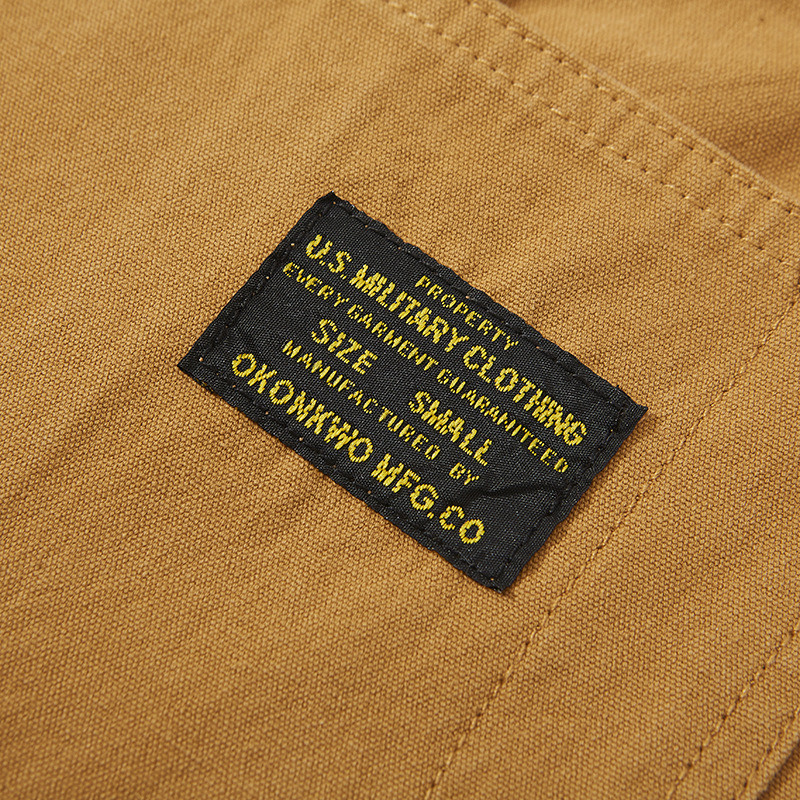 PROPERTY
U.S. MILITARY CLOTHING
EVERY GARMENT GUARANTEED
SIZE SMALL
MANUFACTURED BY
OKONKWO MFG.CO